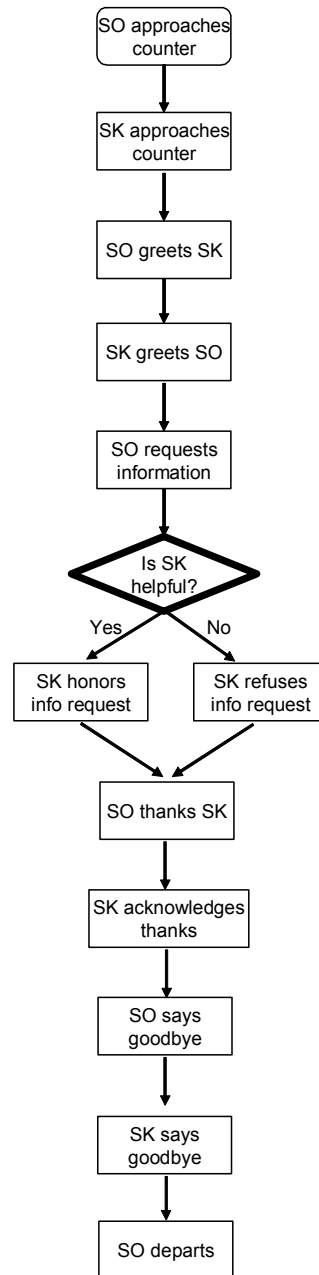 SO approaches
counter
SK approaches
counter
SO greets SK
SK greets SO
SO requests
information
Is SK
helpful?
Yes
No
SK honors
info request
SK refuses
info request
SO thanks SK
SK acknowledges
thanks
SO says
goodbye
SK says
goodbye
SO departs